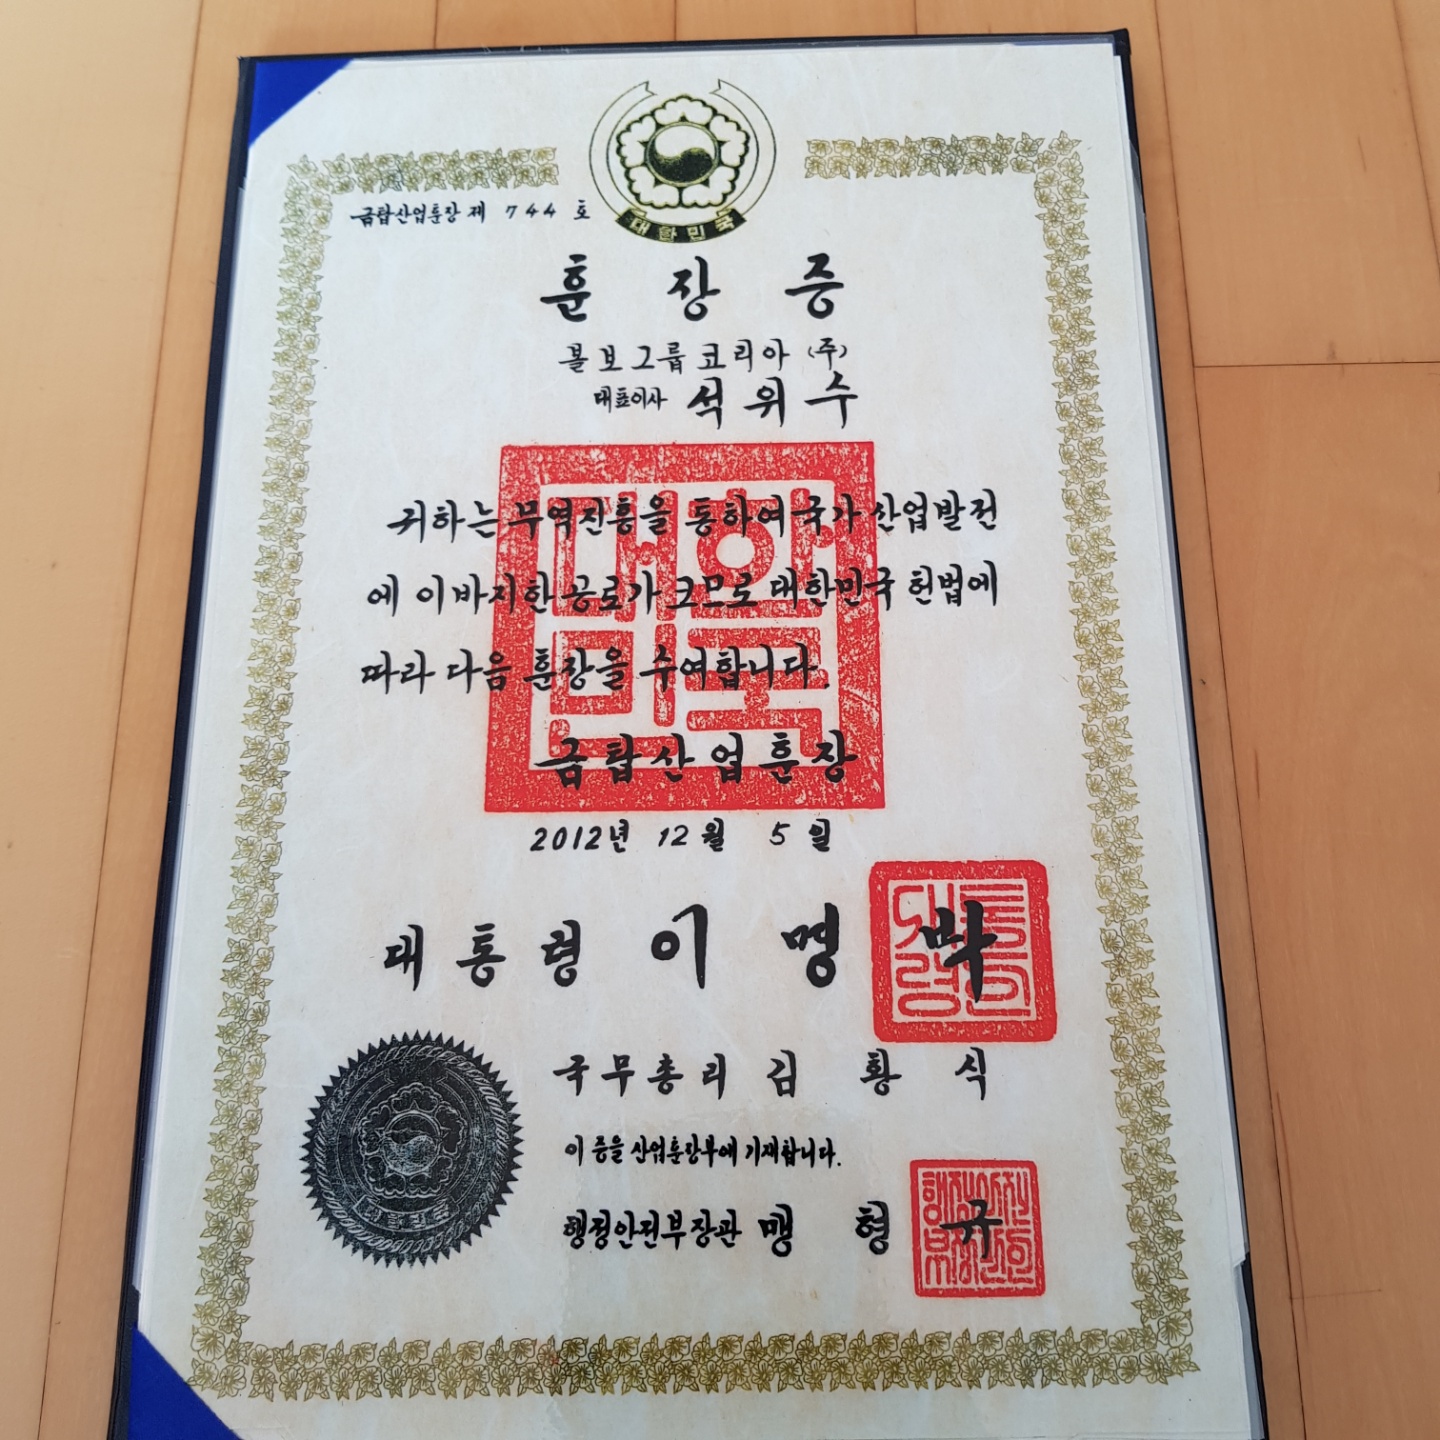 대한민국
금탑산업훈장 제 744 호
훈장증
볼보그룹코리아 (주)
대표이사 석위수
귀하는 무역진흥을 통하여 국가 산업발전
에 이바지한 공로가 크므로 대한민국 헌법에
따라 다음 훈장을 수여합니다.
대한
민국
금탑산업훈장
2012년 12월 5일
대통령 이명박
국무총리 김황식
이 증을 산업훈장부에 기재합니다.
행정안전부장관 맹형규
대한민국